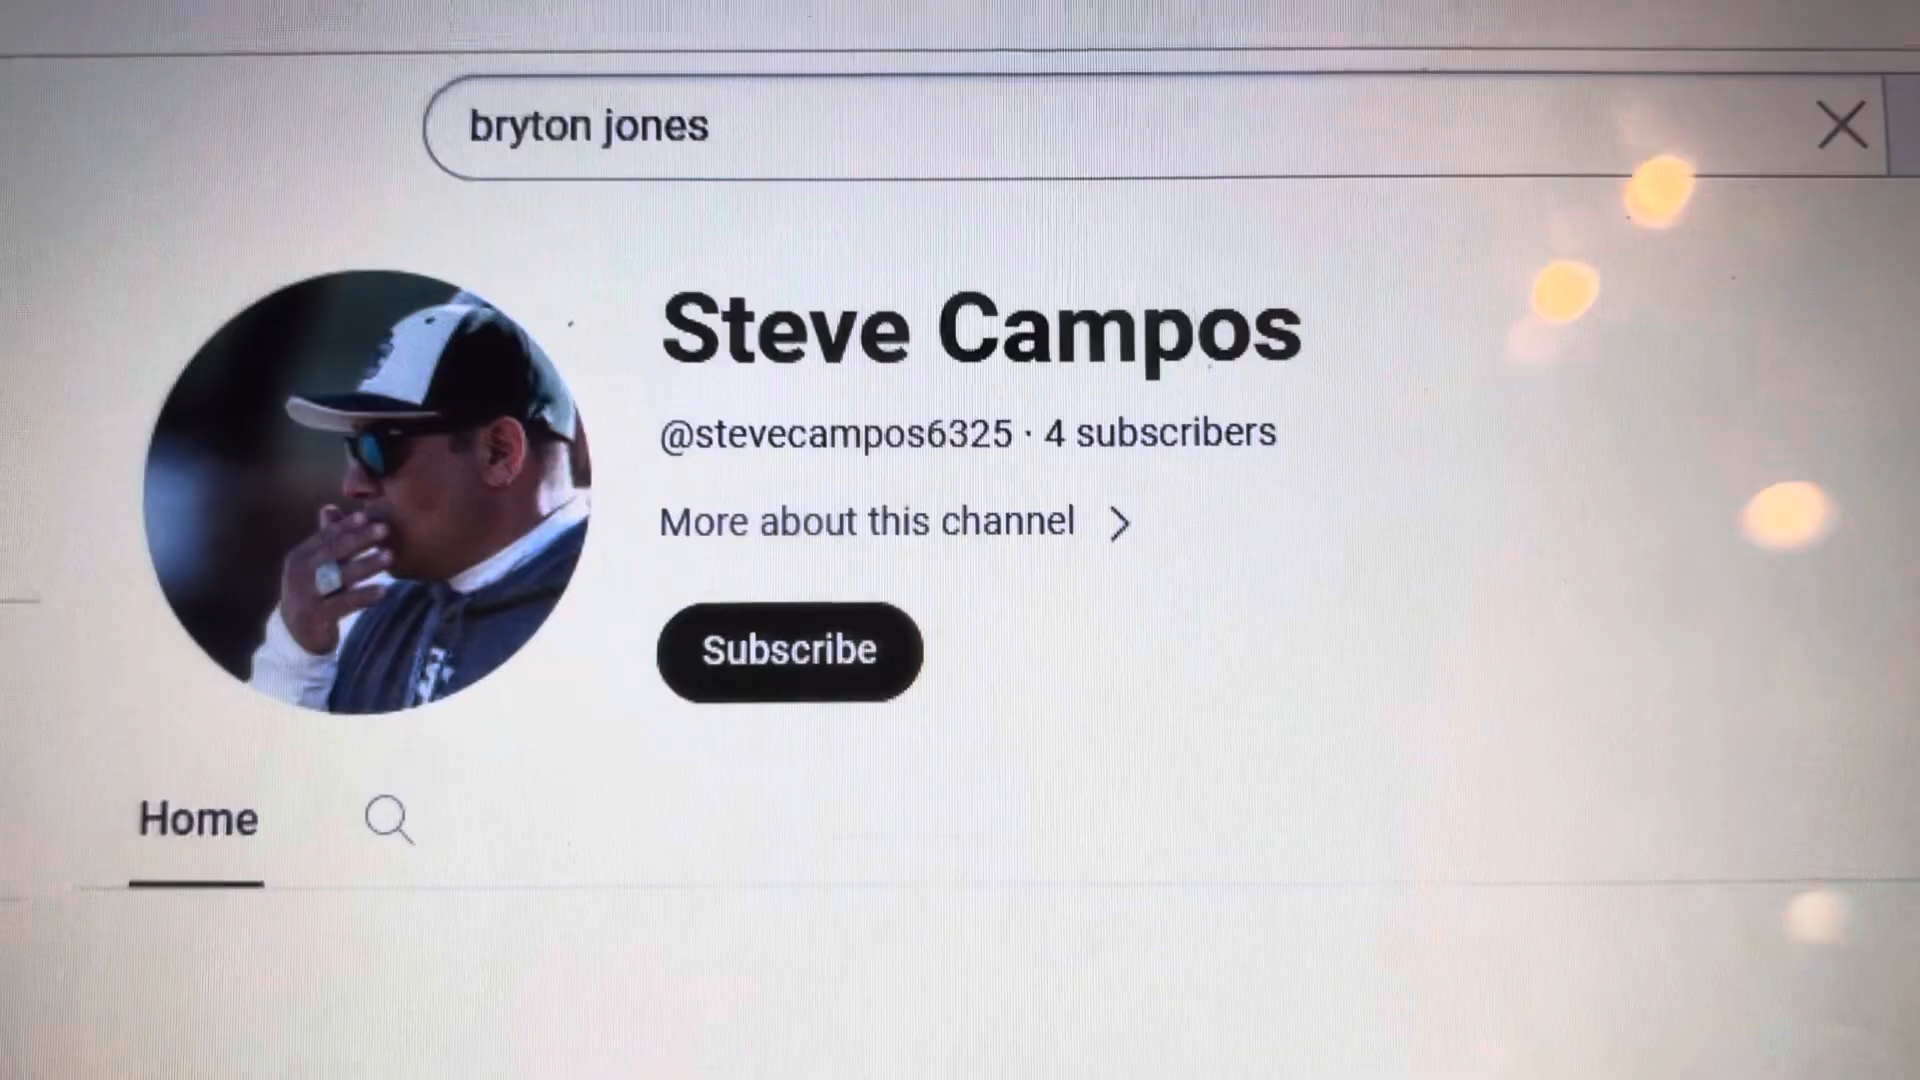 bryton jones
Steve Campos
@stevecampos6325 · 4 subscribers
More about this channel
Subscribe
Home